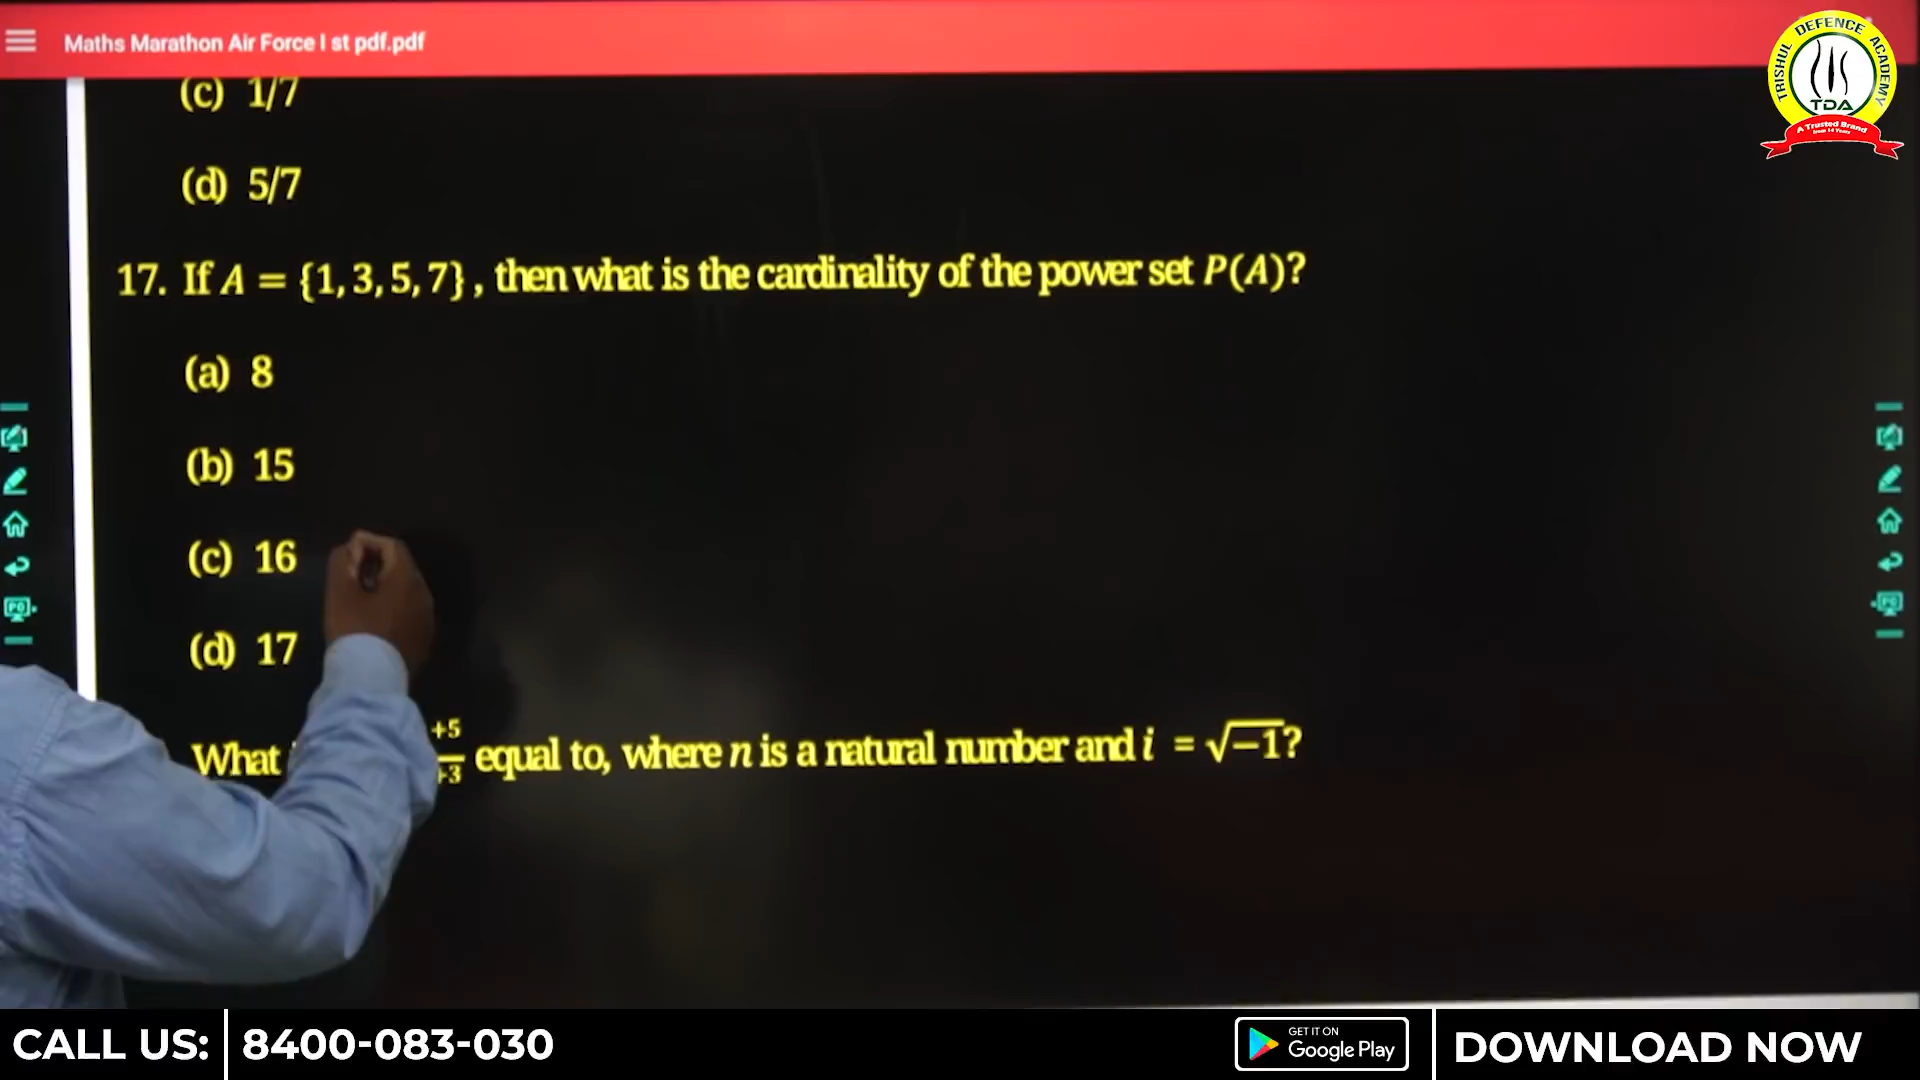 Maths Marathon Air Force I st pdf.pdf
TRISHUL DEFENCE ACADEMY
TDA
A Trusted Brand
from 14 Years
(c) 1/7
(d) 5/7
17. If A = {1, 3, 5, 7} , then what is the cardinality of the power set P(A)?
(a) 8
(b) 15
(c) 16
(d) 17
What +5 equal to, where n is a natural number and i = √−1?
+3
CALL US: 8400-083-030
GET IT ON
Google Play
DOWNLOAD NOW